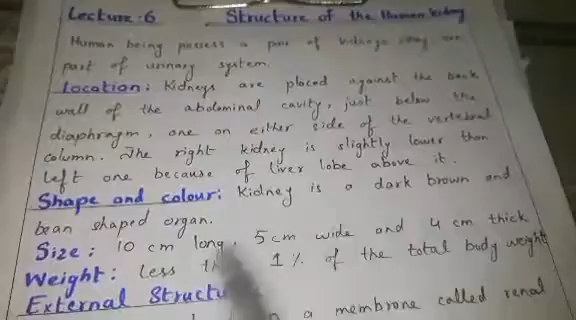 Lecture:6 Structure of the Human kidney
Human being possess a pair of kidneys they are
part of urinary system.
Location: Kidneys are placed against the back
wall of the abdominal cavity, just below the
diaphragm, one on either side of the vertebral
column. The right kidney is slightly lower than
left one because of liver lobe above it.
Shape and colour: Kidney is a dark brown and
bean shaped organ.
Size: 10 cm long, 5cm wide and 4 cm thick
Weight: Less 1% of the total body weight
External
a membrane called renal